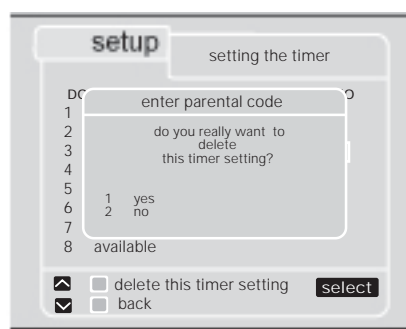 setup
setting the timer
DO
O
enter parental code
1
2
3
4
5
6
7
8 available
do you really want to
delete
this timer setting?
1 yes
2 no
delete this timer setting
select
back